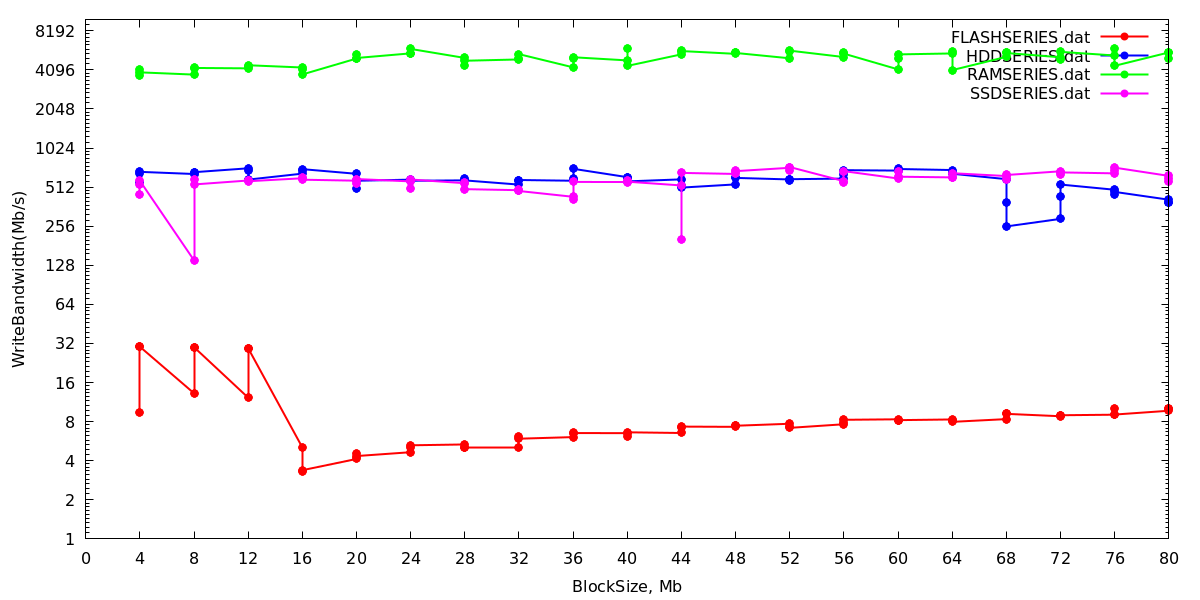 8192
4096
2048
1024
512
256
128
64
32
16
8
4
2
1
WriteBandwidth(Mb/s)
FLASHSERIES.dat
HDDSERIES.dat
RAMSERIES.dat
SSDSERIES.dat
0 4 8 12 16 20 24 28 32 36 40 44 48 52 56 60 64 68 72 76 80
BlockSize, Mb